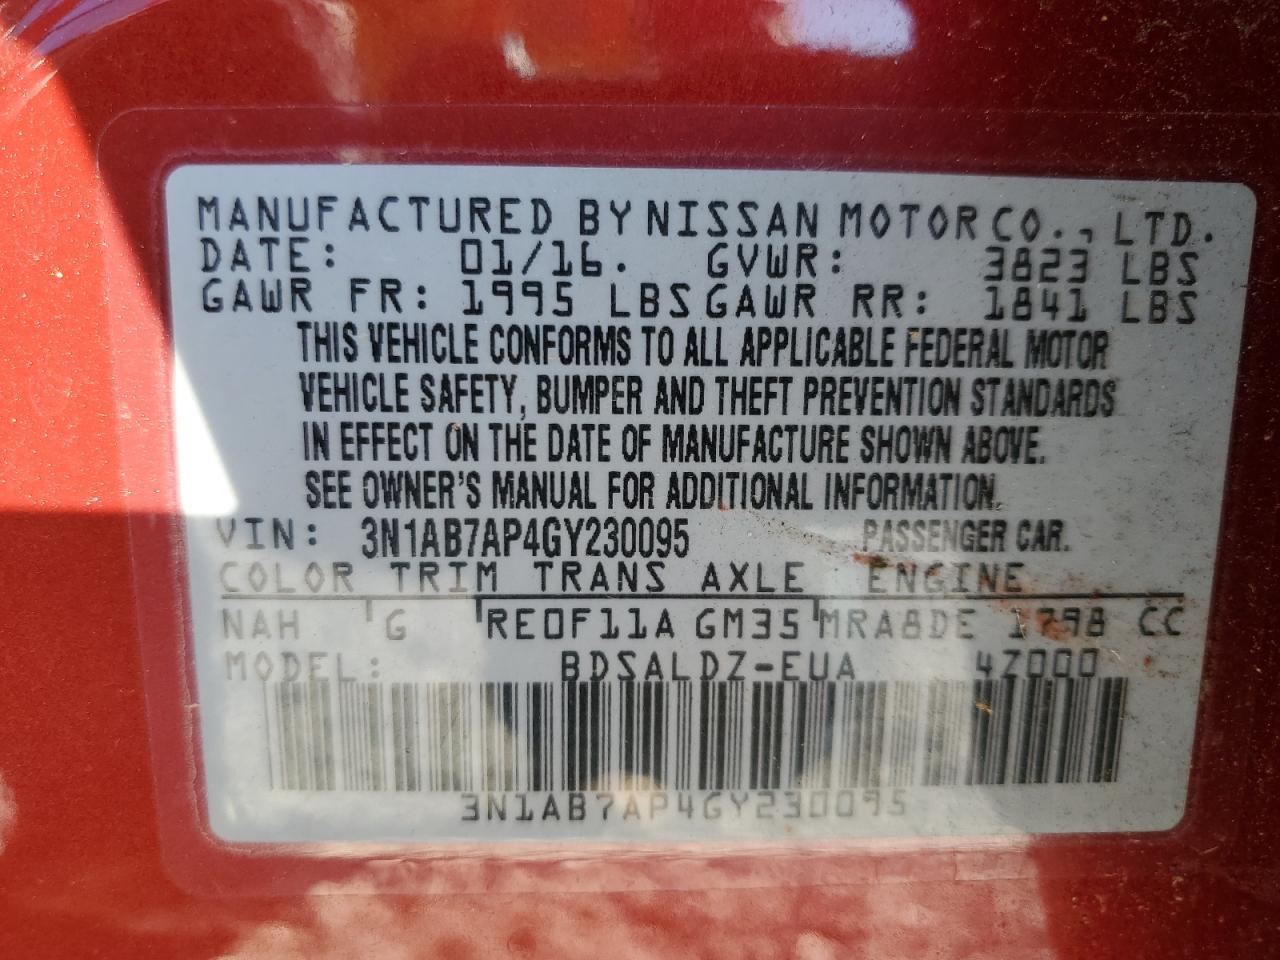 MANUFACTURED BY NISSAN MOTOR CO., LTD.
DATE: 01/16. GVWR: 3823 LBS
GAWR FR: 1995 LBS GAWR RR: 1841 LBS
THIS VEHICLE CONFORMS TO ALL APPLICABLE FEDERAL MOTOR
VEHICLE SAFETY, BUMPER AND THEFT PREVENTION STANDARDS
IN EFFECT ON THE DATE OF MANUFACTURE SHOWN ABOVE.
SEE OWNER'S MANUAL FOR ADDITIONAL INFORMATION.
VIN: 3N1AB7AP4GY230095 PASSENGER CAR.
COLOR TRIM TRANS AXLE ENGINE
NAH G RE0F11A GM35 MRA8DE 1798 CC
MODEL: BDSALDZ-EUA 4Z000
3N1AB7AP4GY230095